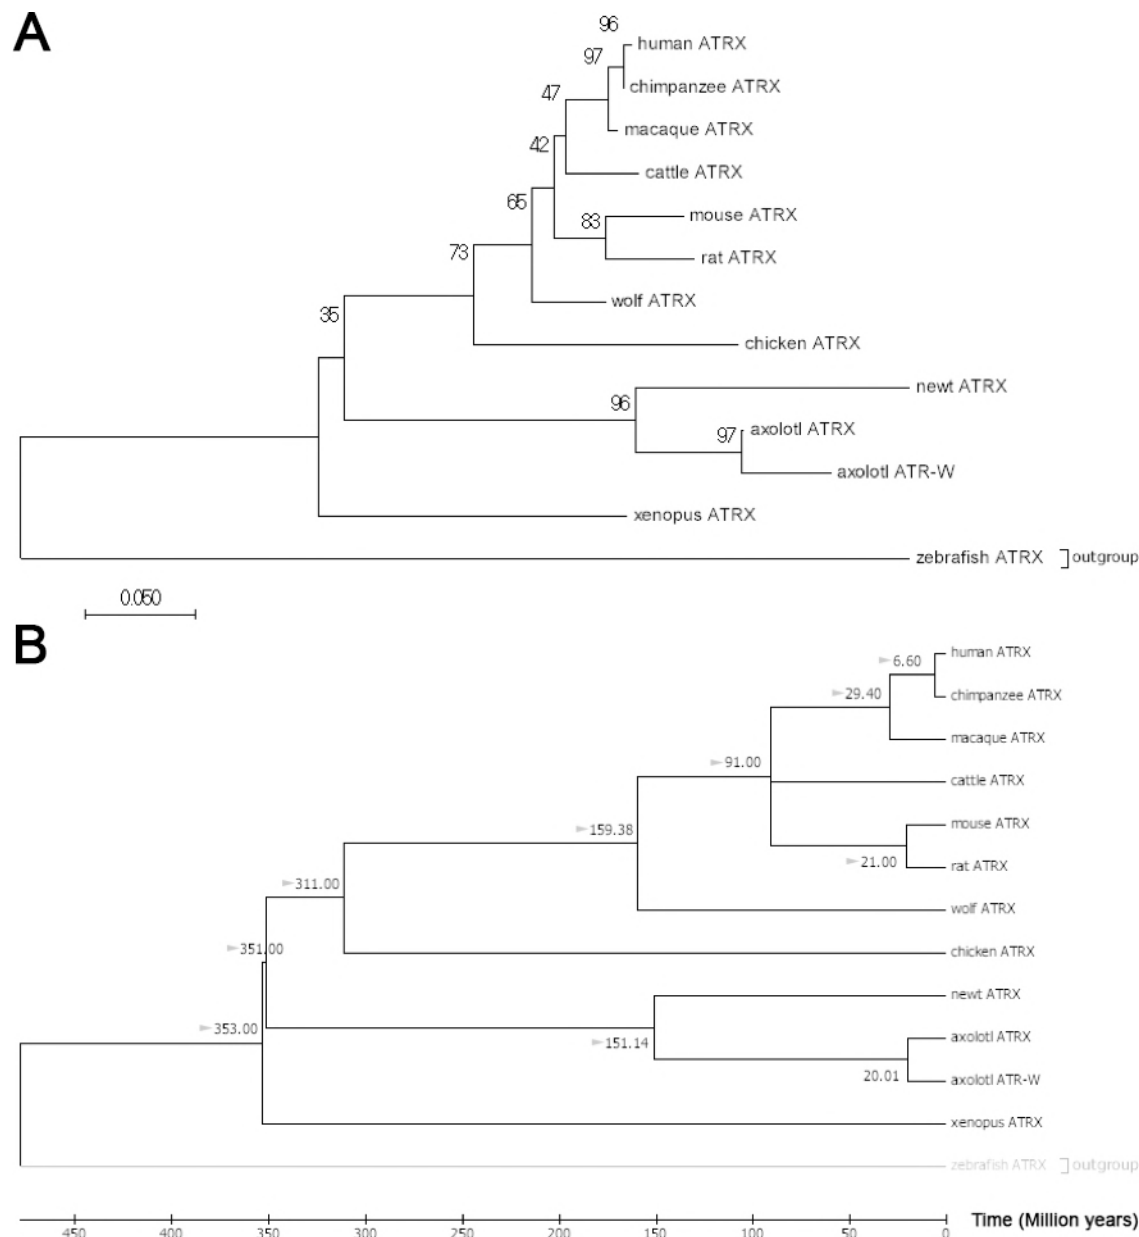 A
96
human ATRX
97
chimpanzee ATRX
47
macaque ATRX
42
cattle ATRX
65
mouse ATRX
83
rat ATRX
73
wolf ATRX
35
chicken ATRX
newt ATRX
96
axolotl ATRX
97
axolotl ATR-W
xenopus ATRX
zebrafish ATRX
outgroup
0.050
B
human ATRX
6.60
chimpanzee ATRX
29.40
macaque ATRX
91.00
cattle ATRX
mouse ATRX
159.38
21.00
rat ATRX
311.00
wolf ATRX
351.00
chicken ATRX
newt ATRX
353.00
151.14
axolotl ATRX
20.01
axolotl ATR-W
xenopus ATRX
zebrafish ATRX
outgroup
450 400 350 300 250 200 150 100 50 0
Time (Million years)